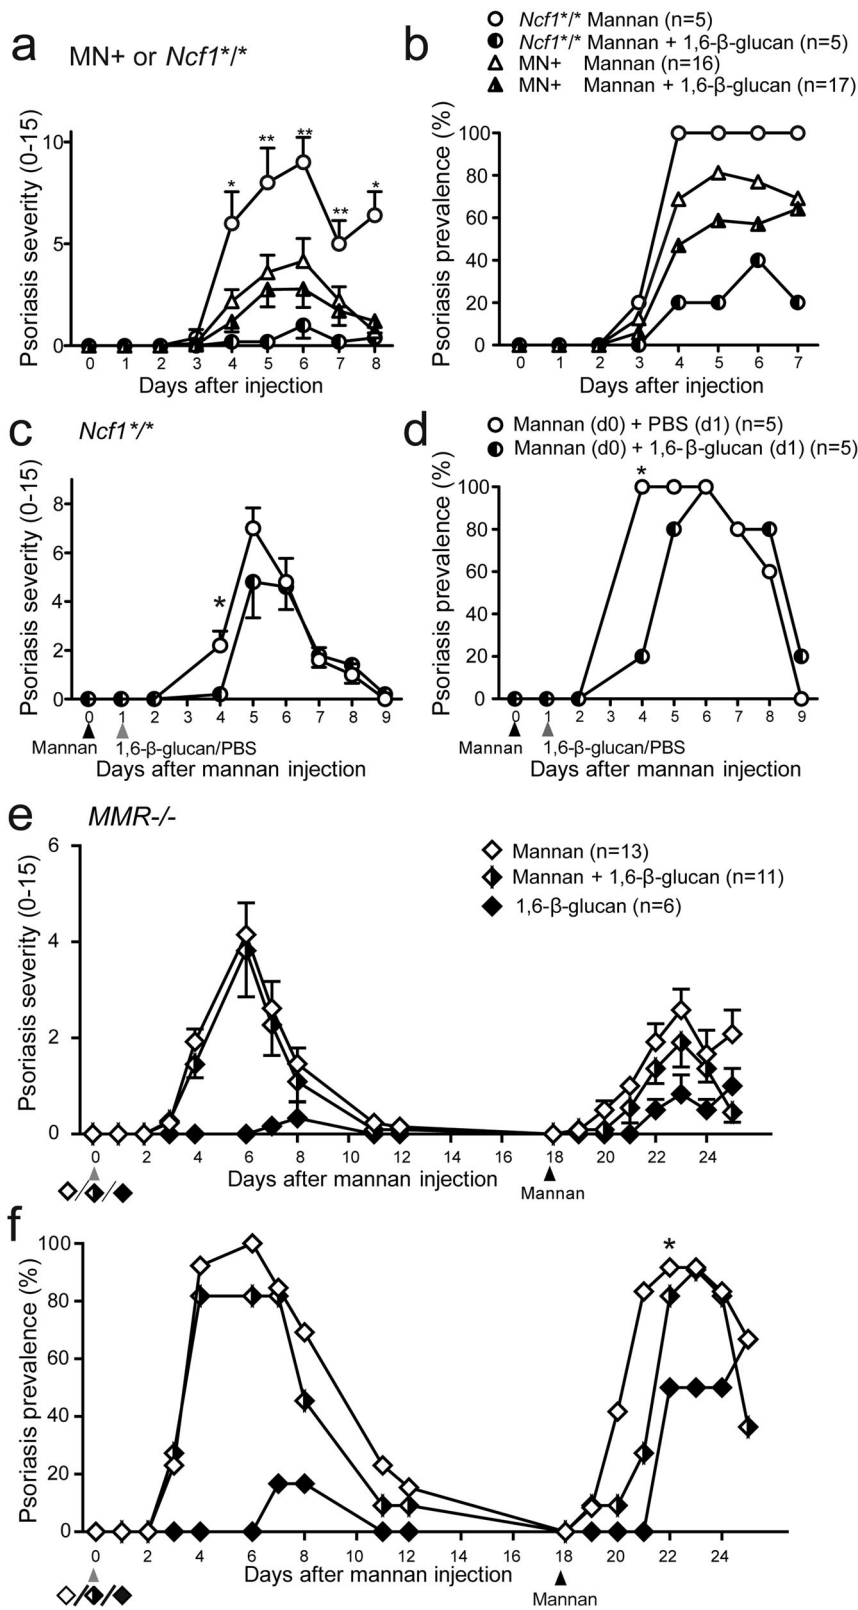 a
MN+ or Ncf1*/*
Psoriasis severity (0-15)
10
5
0
* ** ** ** *
0 1 2 3 4 5 6 7 8
Days after injection
b
Ncf1*/* Mannan (n=5)
Ncf1*/* Mannan + 1,6-β-glucan (n=5)
MN+ Mannan (n=16)
MN+ Mannan + 1,6-β-glucan (n=17)
Psoriasis prevalence (%)
100
80
60
40
20
0
0 1 2 3 4 5 6 7
Days after injection
c
Ncf1*/*
Psoriasis severity (0-15)
8
6
4
2
0
*
0 1 2 3 4 5 6 7 8 9
Mannan 1,6-β-glucan/PBS
Days after mannan injection
d
Mannan (d0) + PBS (d1) (n=5)
Mannan (d0) + 1,6-β-glucan (d1) (n=5)
Psoriasis prevalence (%)
100
80
60
40
20
0
*
0 1 2 3 4 5 6 7 8 9
Mannan 1,6-β-glucan/PBS
Days after mannan injection
e
MMR-/-
Psoriasis severity (0-15)
6
4
2
0
Mannan (n=13)
Mannan + 1,6-β-glucan (n=11)
1,6-β-glucan (n=6)
0 2 4 6 8 10 12 14 16 18 20 22 24
Days after mannan injection
/ /
Mannan
f
Psoriasis prevalence (%)
100
80
60
40
20
0
*
0 2 4 6 8 10 12 14 16 18 20 22 24
Days after mannan injection
/ /
Mannan